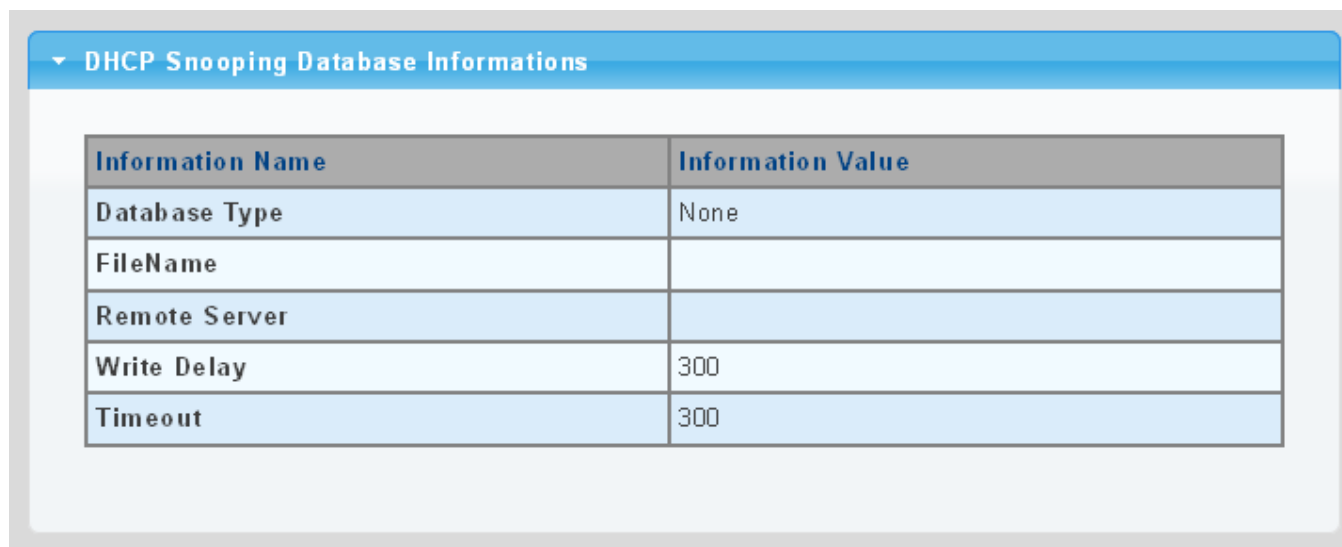 DHCP Snooping Database Informations
Information Name Information Value
Database Type None
FileName
Remote Server
Write Delay 300
Timeout 300